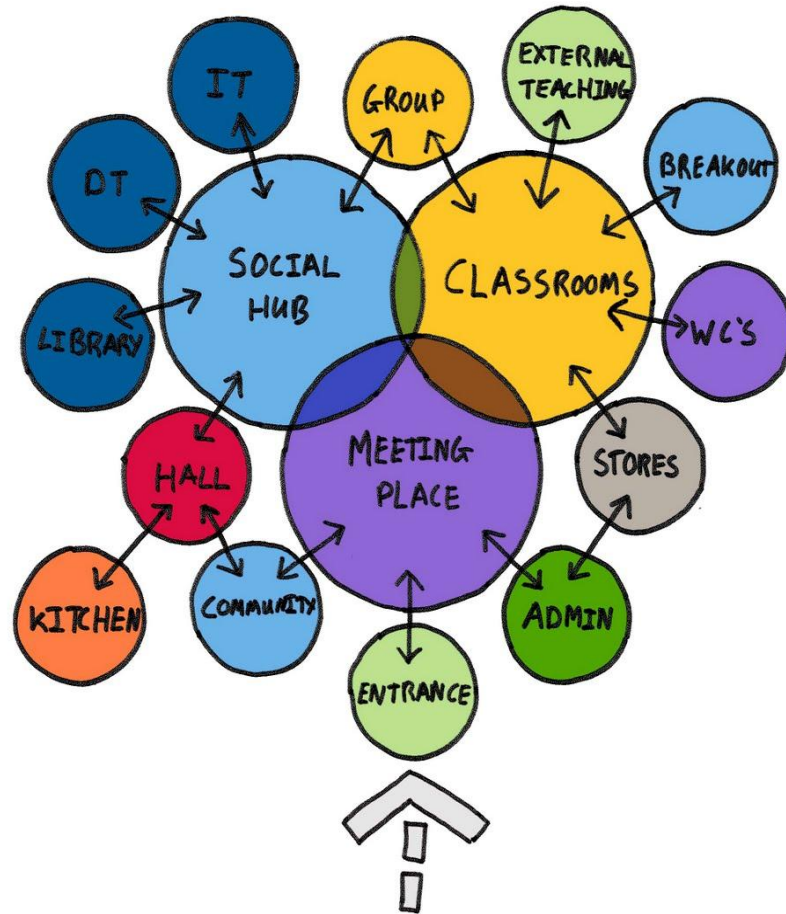 IT
GROUP
EXTERNAL
TEACHING
DT
BREAKOUT
SOCIAL
HUB
CLASSROOMS
LIBRARY
WC'S
HALL
MEETING
PLACE
STORES
KITCHEN
COMMUNITY
ADMIN
ENTRANCE